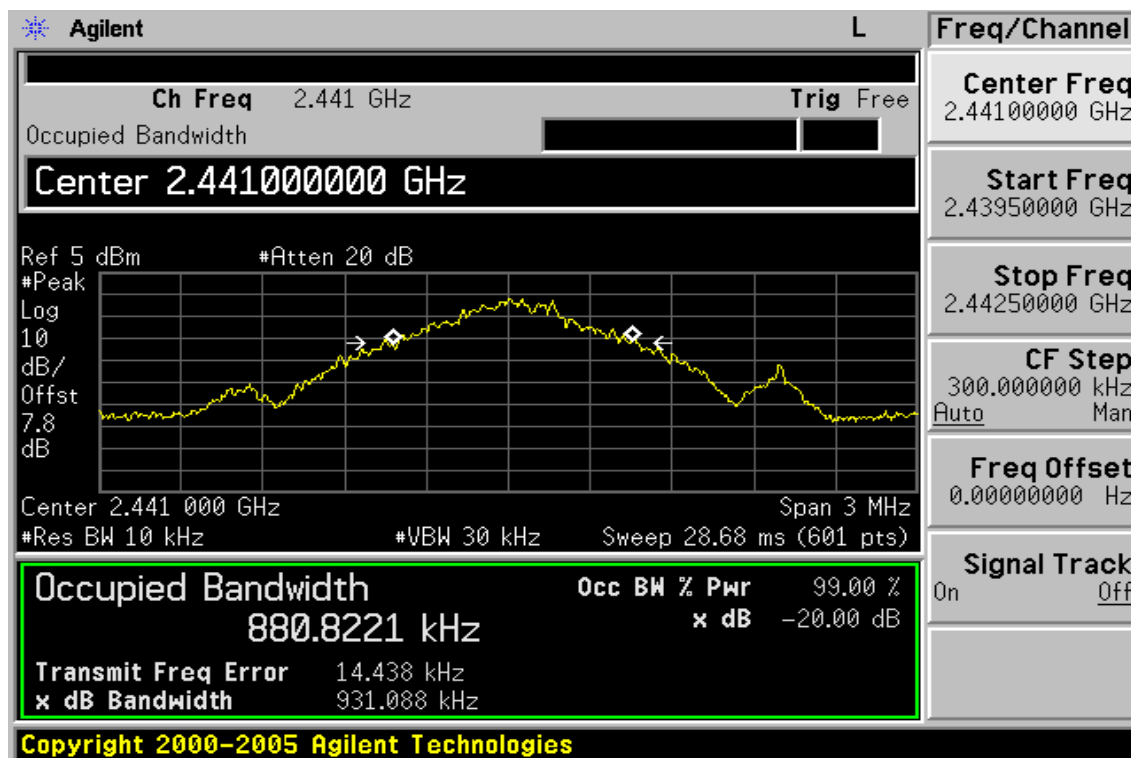 Agilent L
Freq/Channel
Ch Freq 2.441 GHz Trig Free
Occupied Bandwidth
Center 2.441000000 GHz
Ref 5 dBm #Atten 20 dB
#Peak
Log
10
dB/
Offst
7.8
dB
Center 2.441 000 GHz Span 3 MHz
#Res BW 10 kHz #VBW 30 kHz Sweep 28.68 ms (601 pts)
Occupied Bandwidth Occ BW % Pwr 99.00 %
880.8221 kHz x dB -20.00 dB
Transmit Freq Error 14.438 kHz
x dB Bandwidth 931.088 kHz
Center Freq
2.44100000 GHz
Start Freq
2.43950000 GHz
Stop Freq
2.44250000 GHz
CF Step
300.000000 kHz
Auto Man
Freq Offset
0.00000000 Hz
Signal Track
On Off
Copyright 2000-2005 Agilent Technologies